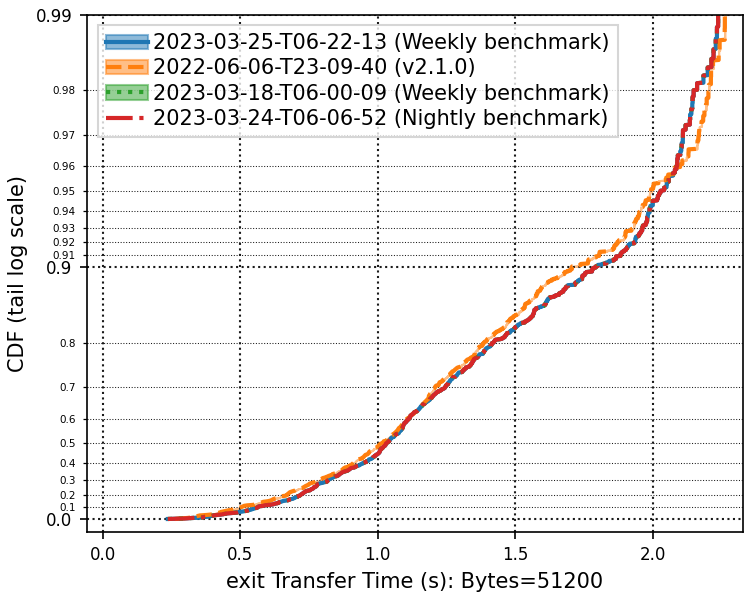 0.99
2023-03-25-T06-22-13 (Weekly benchmark)
2022-06-06-T23-09-40 (v2.1.0)
2023-03-18-T06-00-09 (Weekly benchmark)
2023-03-24-T06-06-52 (Nightly benchmark)
0.98
0.97
0.96
0.95
0.94
0.93
0.92
0.91
0.9
0.8
0.7
0.6
0.5
0.4
0.3
0.2
0.1
0.0
CDF (tail log scale)
0.0 0.5 1.0 1.5 2.0
exit Transfer Time (s): Bytes=51200